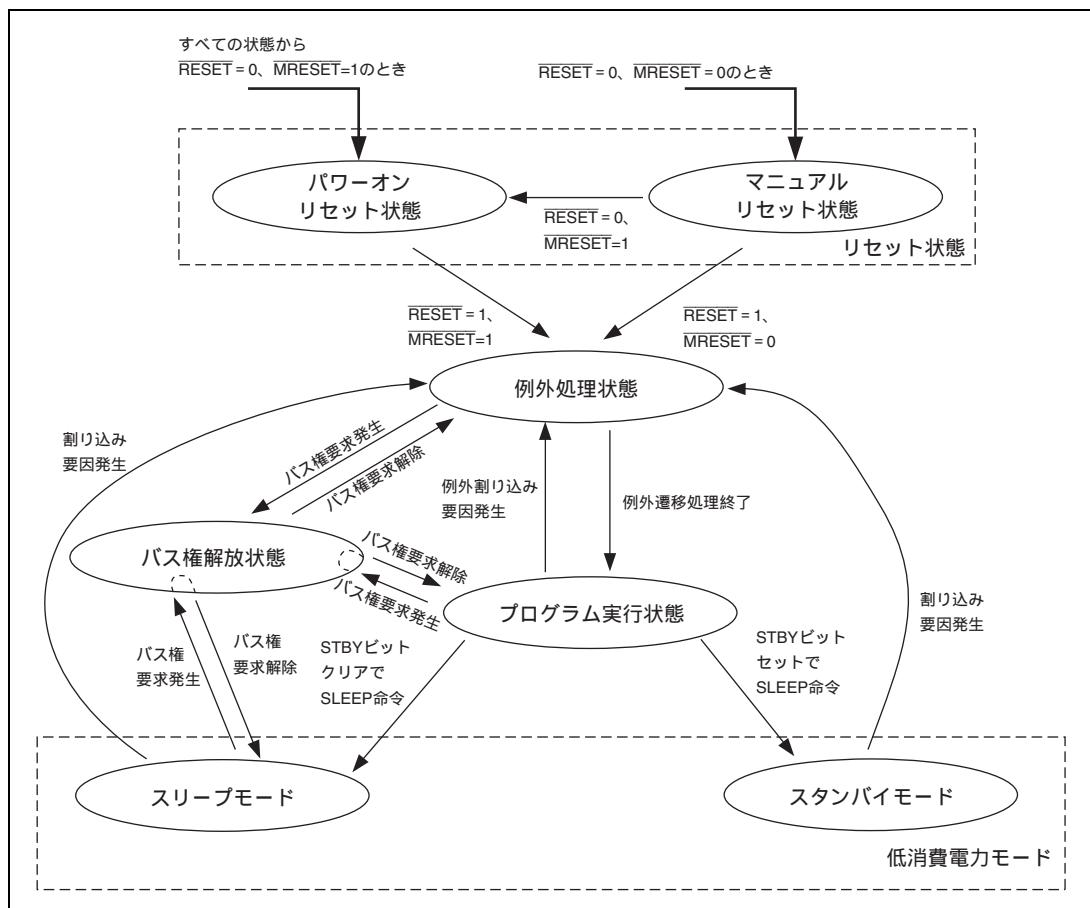 すべての状態から
RESET = 0、MRESET=1のとき
RESET = 0、MRESET=0のとき
パワーオン
リセット状態
マニュアル
リセット状態
RESET = 0、
MRESET=1
リセット状態
RESET = 1、
MRESET=1
RESET = 1、
MRESET = 0
例外処理状態
割り込み
要因発生
バス権要求発生
バス権要求解除
例外割り込み
要因発生
例外遷移処理終了
バス権解放状態
バス権要求解除
バス権要求発生
プログラム実行状態
割り込み
要因発生
バス権
要求発生
バス権
要求解除
STBYビット
クリアで
SLEEP命令
STBYビット
セットで
SLEEP命令
スリープモード
スタンバイモード
低消費電力モード